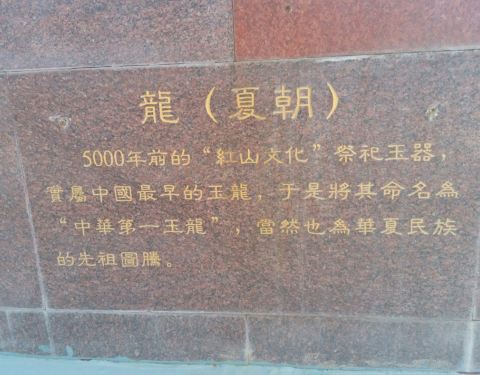 龍（夏朝）
5000年前的“紅山文化”祭祀玉器，
實屬中國最早的玉龍，于是將其命名為
“中華第一玉龍”，當然也為華夏民族
的先祖圖騰。